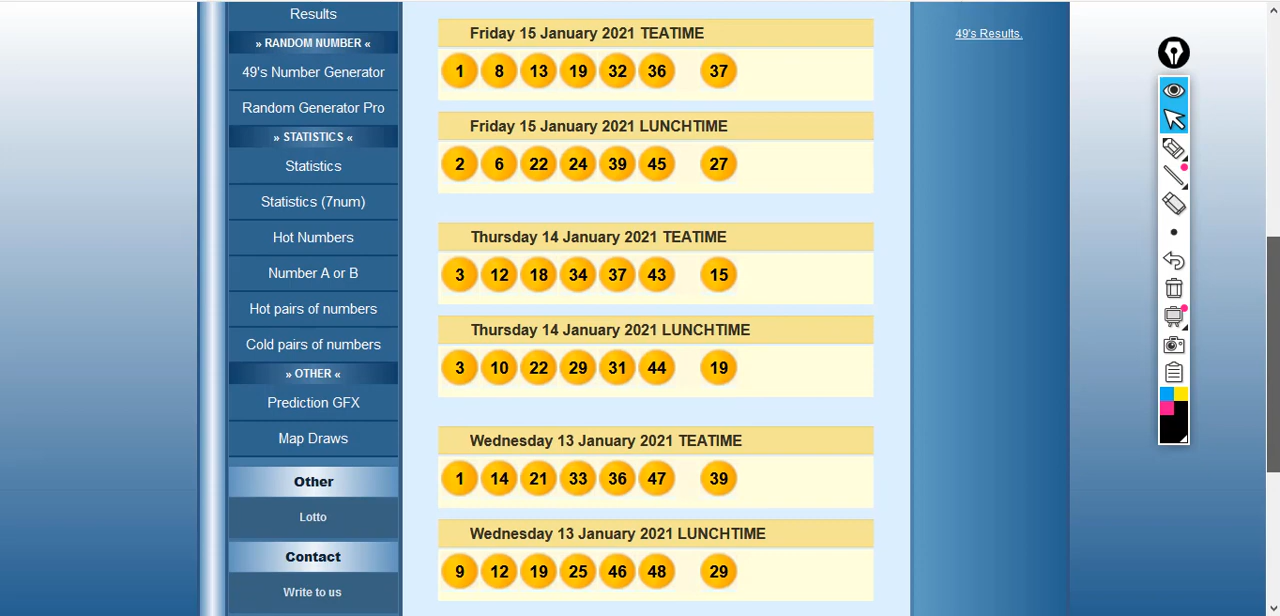 Results
» RANDOM NUMBER «
49's Number Generator
Random Generator Pro
» STATISTICS «
Statistics
Statistics (7num)
Hot Numbers
Number A or B
Hot pairs of numbers
Cold pairs of numbers
» OTHER «
Prediction GFX
Map Draws
Other
Lotto
Contact
Write to us
Friday 15 January 2021 TEATIME
1 8 13 19 32 36 37
Friday 15 January 2021 LUNCHTIME
2 6 22 24 39 45 27
Thursday 14 January 2021 TEATIME
3 12 18 34 37 43 15
Thursday 14 January 2021 LUNCHTIME
3 10 22 29 31 44 19
Wednesday 13 January 2021 TEATIME
1 14 21 33 36 47 39
Wednesday 13 January 2021 LUNCHTIME
9 12 19 25 46 48 29
49's Results.